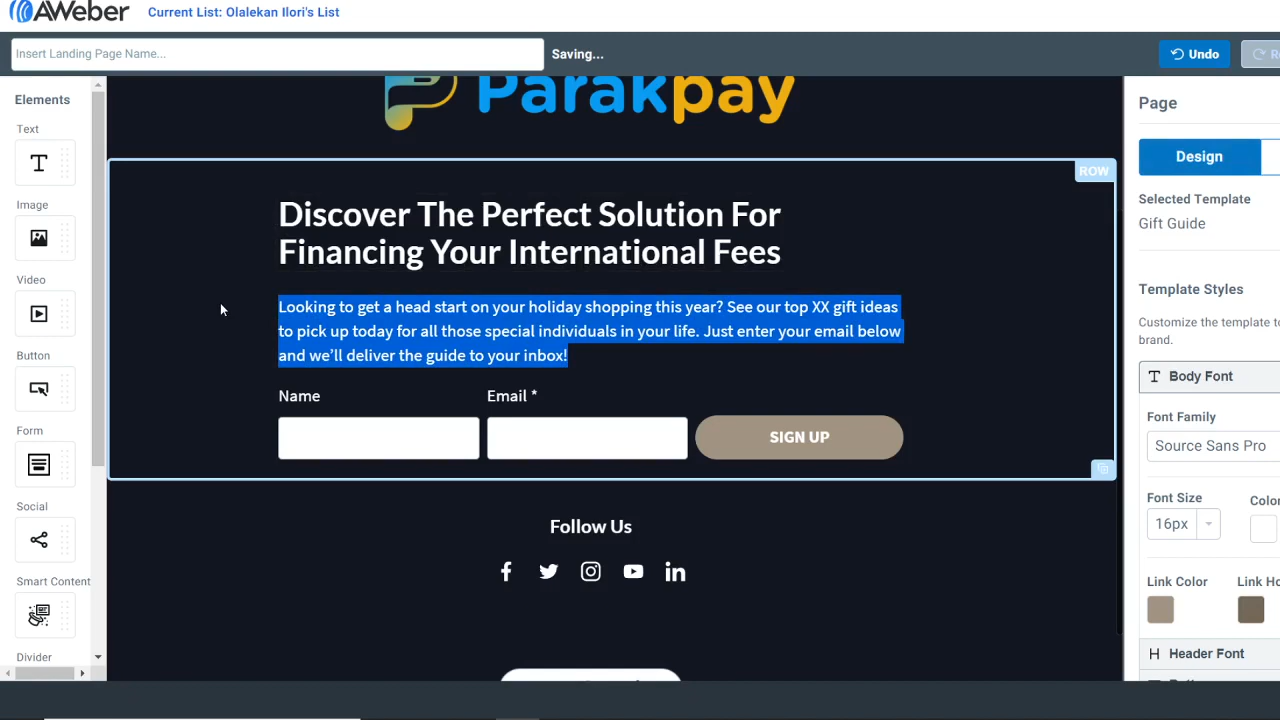 AWeber
Current List: Olalekan Ilori's List
Insert Landing Page Name...
Saving...
Undo
Elements
Text
Image
Video
Button
Form
Social
Smart Content
Divider
Parakpay
ROW
Discover The Perfect Solution For
Financing Your International Fees
Looking to get a head start on your holiday shopping this year? See our top XX gift ideas
to pick up today for all those special individuals in your life. Just enter your email below
and we’ll deliver the guide to your inbox!
Name
Email *
SIGN UP
Follow Us
Page
Design
Selected Template
Gift Guide
Template Styles
Customize the template to
brand.
Body Font
Font Family
Source Sans Pro
Font Size
16px
Link Color
Header Font